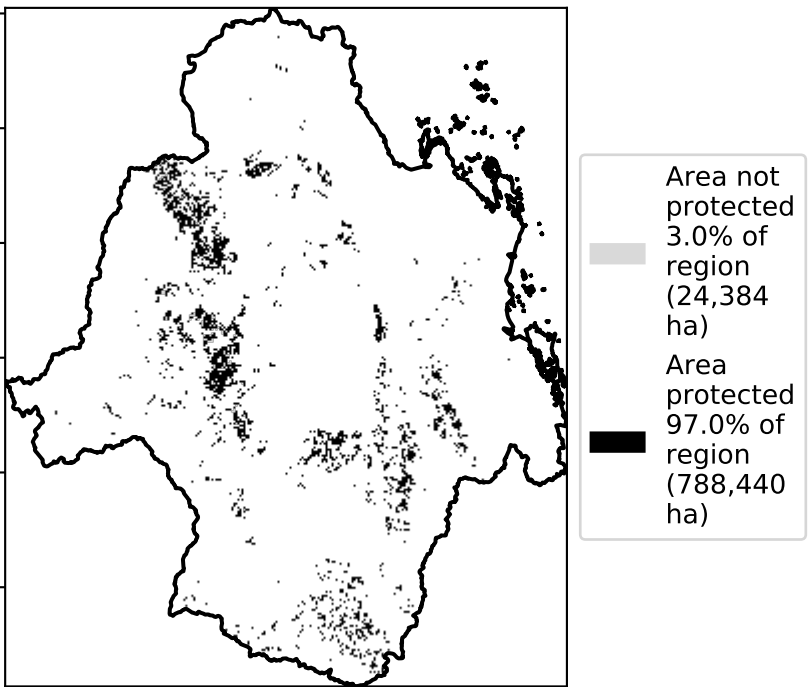 Area not
protected
3.0% of
region
(24,384
ha)
Area
protected
97.0% of
region
(788,440
ha)